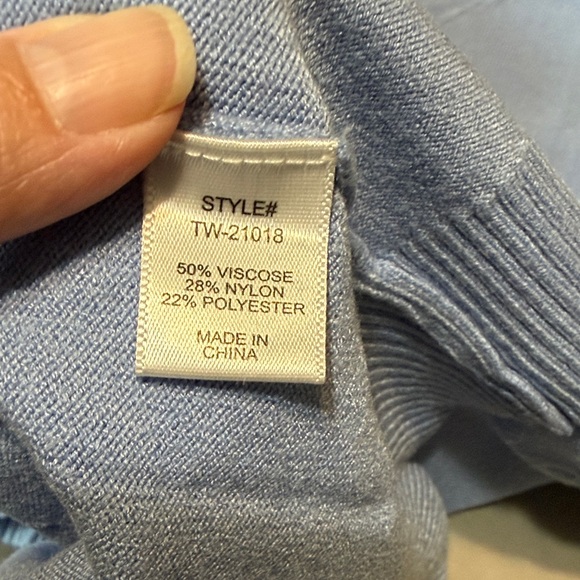 STYLE#
TW-21018
50% VISCOSE
28% NYLON
22% POLYESTER
MADE IN
CHINA